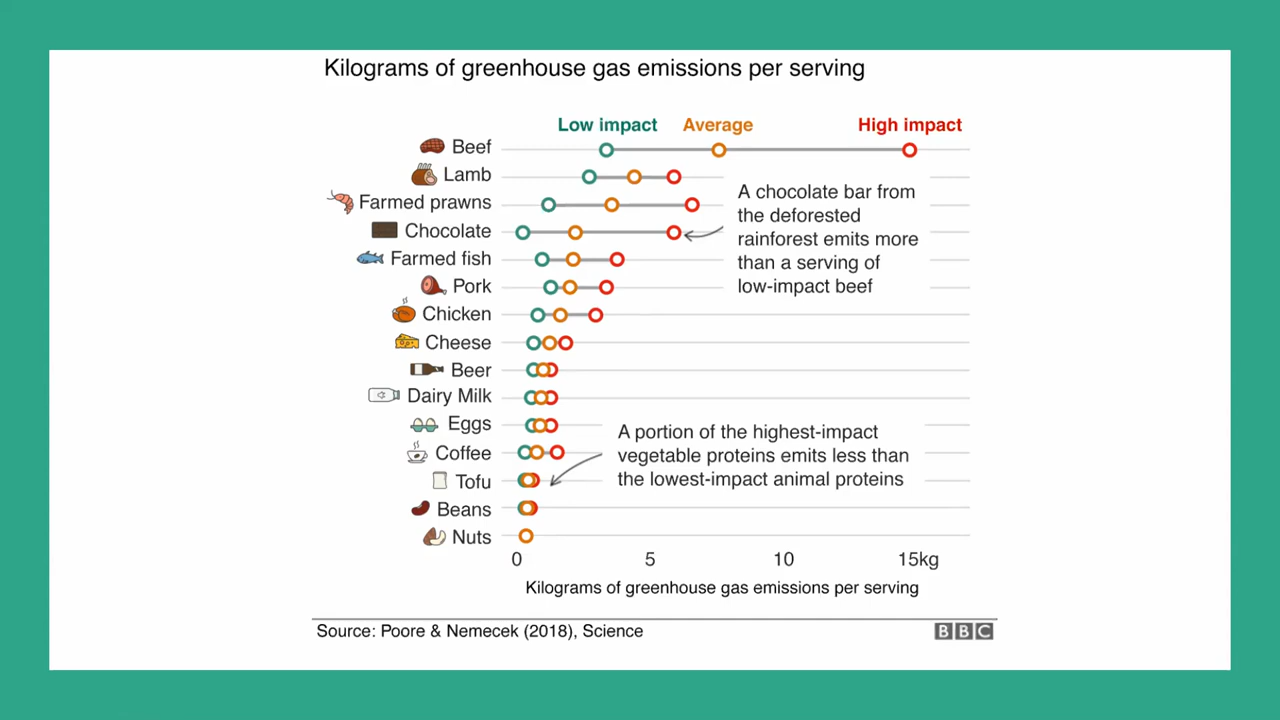 Kilograms of greenhouse gas emissions per serving
Low impact Average High impact
Beef
Lamb
Farmed prawns
Chocolate
Farmed fish
Pork
Chicken
Cheese
Beer
Dairy Milk
Eggs
Coffee
Tofu
Beans
Nuts
A chocolate bar from
the deforested
rainforest emits more
than a serving of
low-impact beef
A portion of the highest-impact
vegetable proteins emits less than
the lowest-impact animal proteins
0 5 10 15kg
Kilograms of greenhouse gas emissions per serving
Source: Poore & Nemecek (2018), Science
BBC